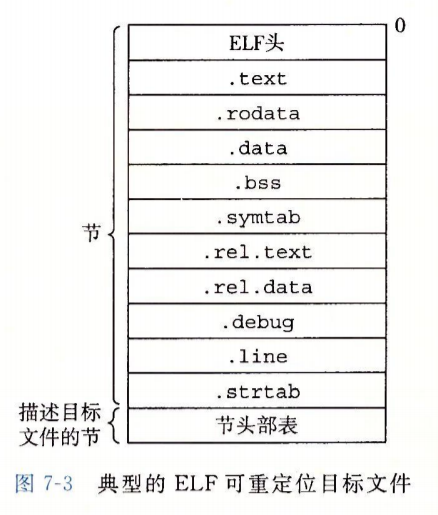 0
ELF头
.text
.rodata
.data
.bss
.symtab
节
.rel.text
.rel.data
.debug
.line
.strtab
描述目标
文件的节
节头部表
图 7-3 典型的 ELF 可重定位目标文件